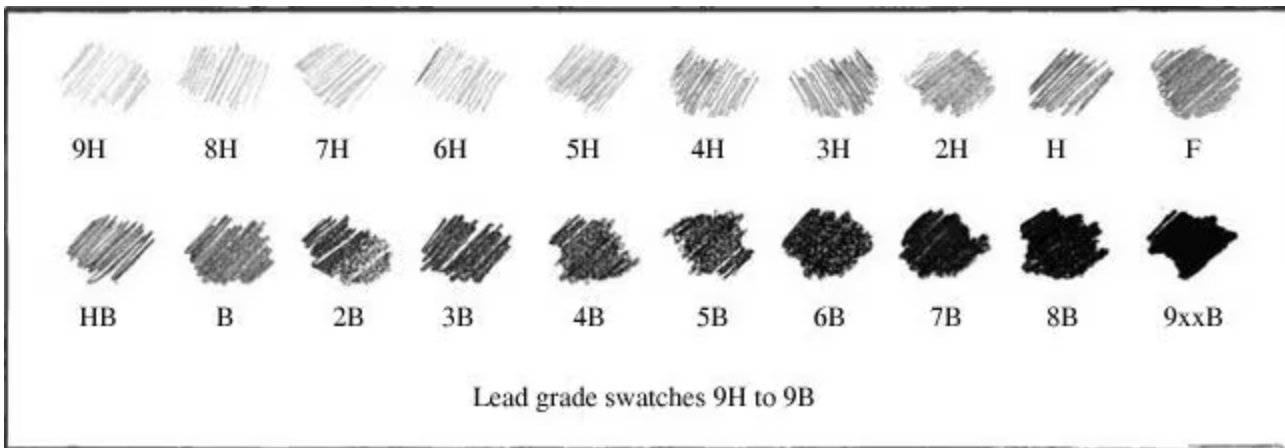 9H 8H 7H 6H 5H 4H 3H 2H H F
HB B 2B 3B 4B 5B 6B 7B 8B 9xxB
Lead grade swatches 9H to 9B